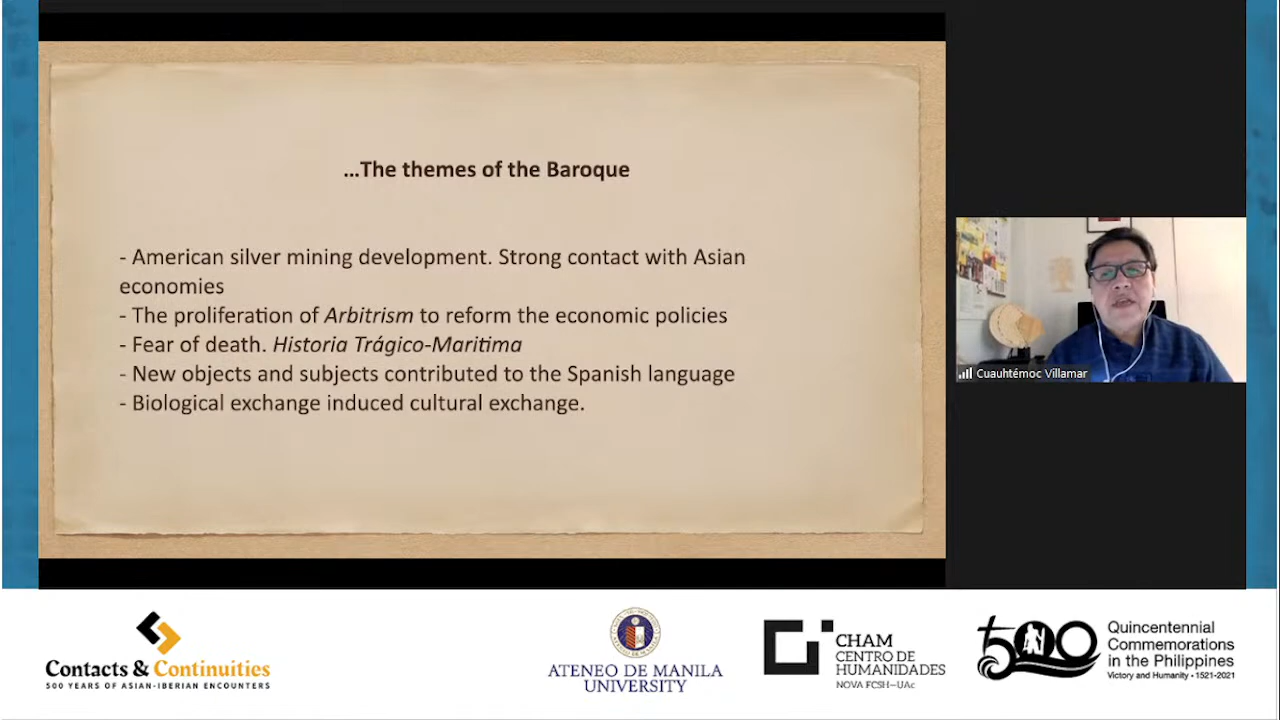 ...The themes of the Baroque
- American silver mining development. Strong contact with Asian
economies
- The proliferation of Arbitrism to reform the economic policies
- Fear of death. Historia Trágico-Maritima
- New objects and subjects contributed to the Spanish language
- Biological exchange induced cultural exchange.
Cuauhtémoc Villamar
Contacts & Continuities
500 YEARS OF ASIAN-IBERIAN ENCOUNTERS
ATENEO DE MANILA
UNIVERSITY
CHAM
CENTRO DE
HUMANIDADES
NOVA FCSH—UAc
500
Quincentennial
Commemorations
in the Philippines
Victory and Humanity • 1521-2021